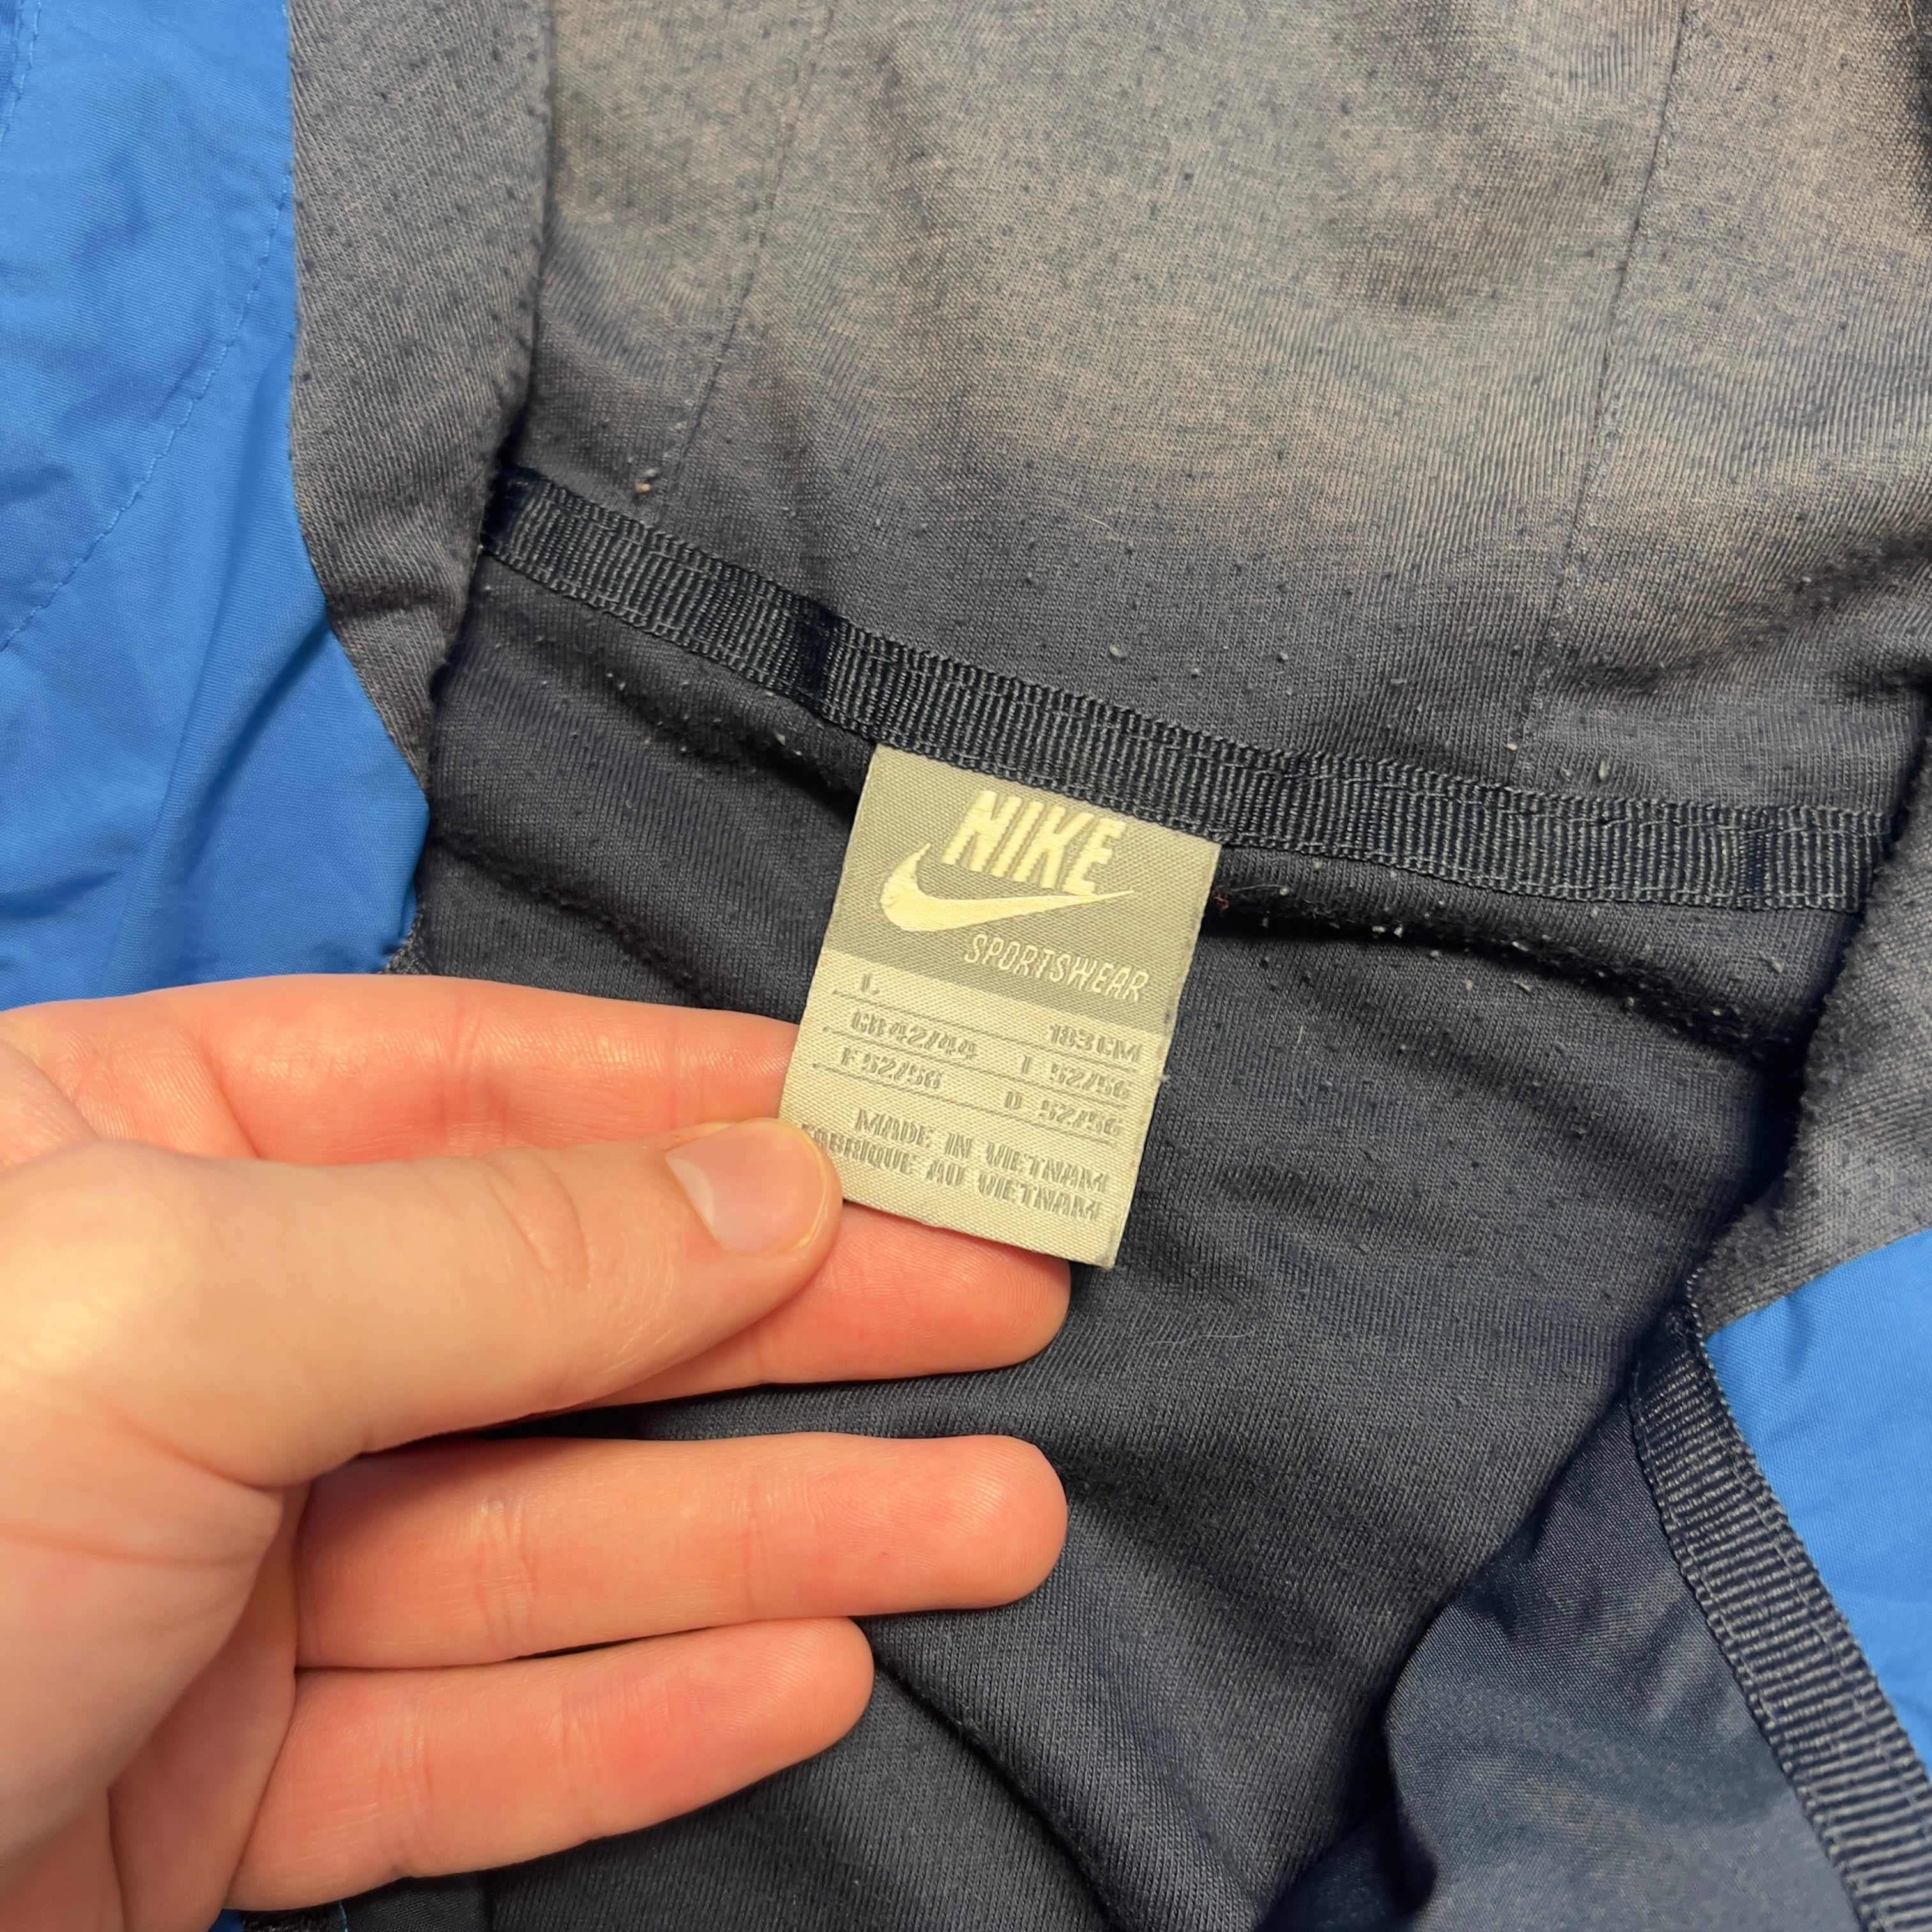 NIKE
SPORTSWEAR
L
GB 42/44 183CM
F 52/56 I 52/56
D 52/56
MADE IN VIETNAM
FABRIQUE AU VIETNAM